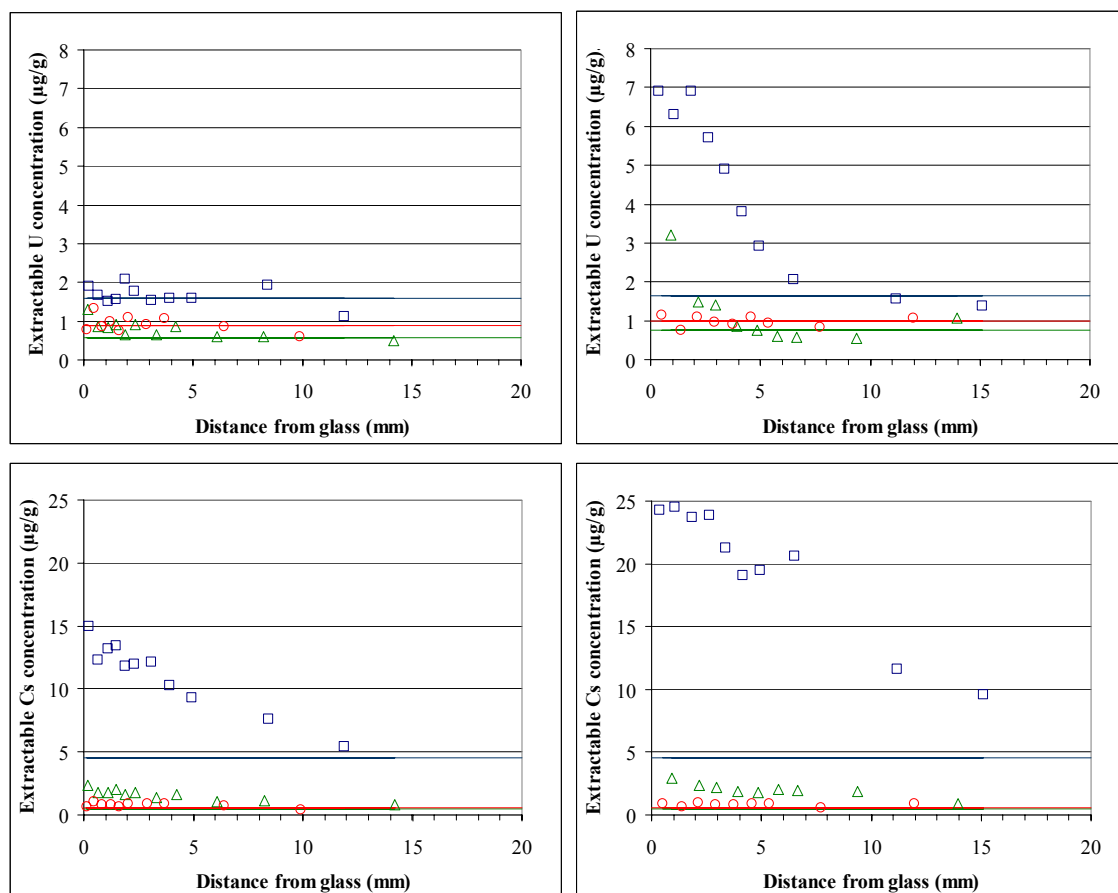 Extractable U concentration (µg/g)
8
7
6
5
4
3
2
1
0
0 5 10 15 20
Distance from glass (mm)
Extractable U concentration (µg/g).
8
7
6
5
4
3
2
1
0
0 5 10 15 20
Distance from glass (mm)
Extractable Cs concentration (µg/g)
25
20
15
10
5
0
0 5 10 15 20
Distance from glass (mm)
Extractable Cs concentration (µg/g)
25
20
15
10
5
0
0 5 10 15 20
Distance from glass (mm)